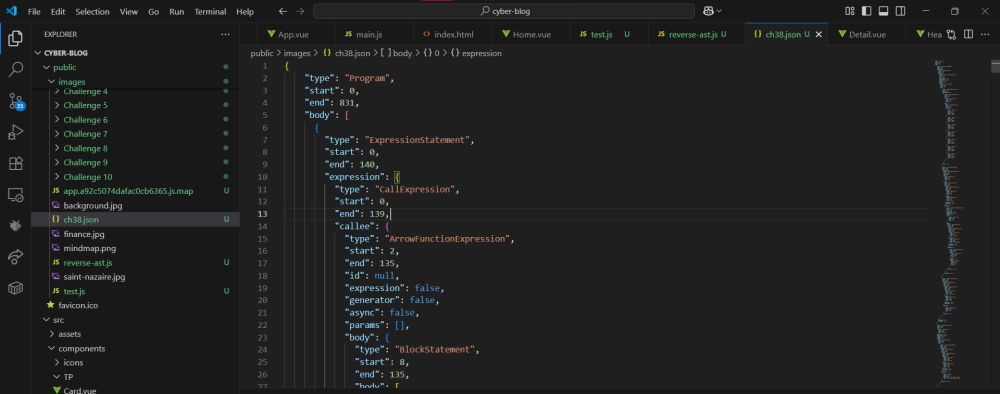 File Edit Selection View Go Run Terminal Help
cyber-blog
EXPLORER
CYBER-BLOG
public
images
Challenge 4
Challenge 5
Challenge 6
Challenge 7
Challenge 8
Challenge 9
Challenge 10
JS app.a92c5074dafac0cb6365.js.map U
background.jpg
{ } ch38.json U
finance.jpg
mindmap.png
JS reverse-ast.js U
saint-nazaire.jpg
JS test.js U
favicon.ico
src
assets
components
icons
TP
Card.vue
35
App.vue JS main.js <> index.html Home.vue JS test.js U JS reverse-ast.js U { } ch38.json U Detail.vue Hea
public > images > { } ch38.json > [ ] body > { } 0 > { } expression
1 {
2 "type": "Program",
3 "start": 0,
4 "end": 831,
5 "body": [
6 {
7 "type": "ExpressionStatement",
8 "start": 0,
9 "end": 140,
10 "expression": {
11 "type": "CallExpression",
12 "start": 0,
13 "end": 139,
14 "callee": {
15 "type": "ArrowFunctionExpression",
16 "start": 2,
17 "end": 135,
18 "id": null,
19 "expression": false,
20 "generator": false,
21 "async": false,
22 "params": [],
23 "body": {
24 "type": "BlockStatement",
25 "start": 8,
26 "end": 135,
27 "body": [